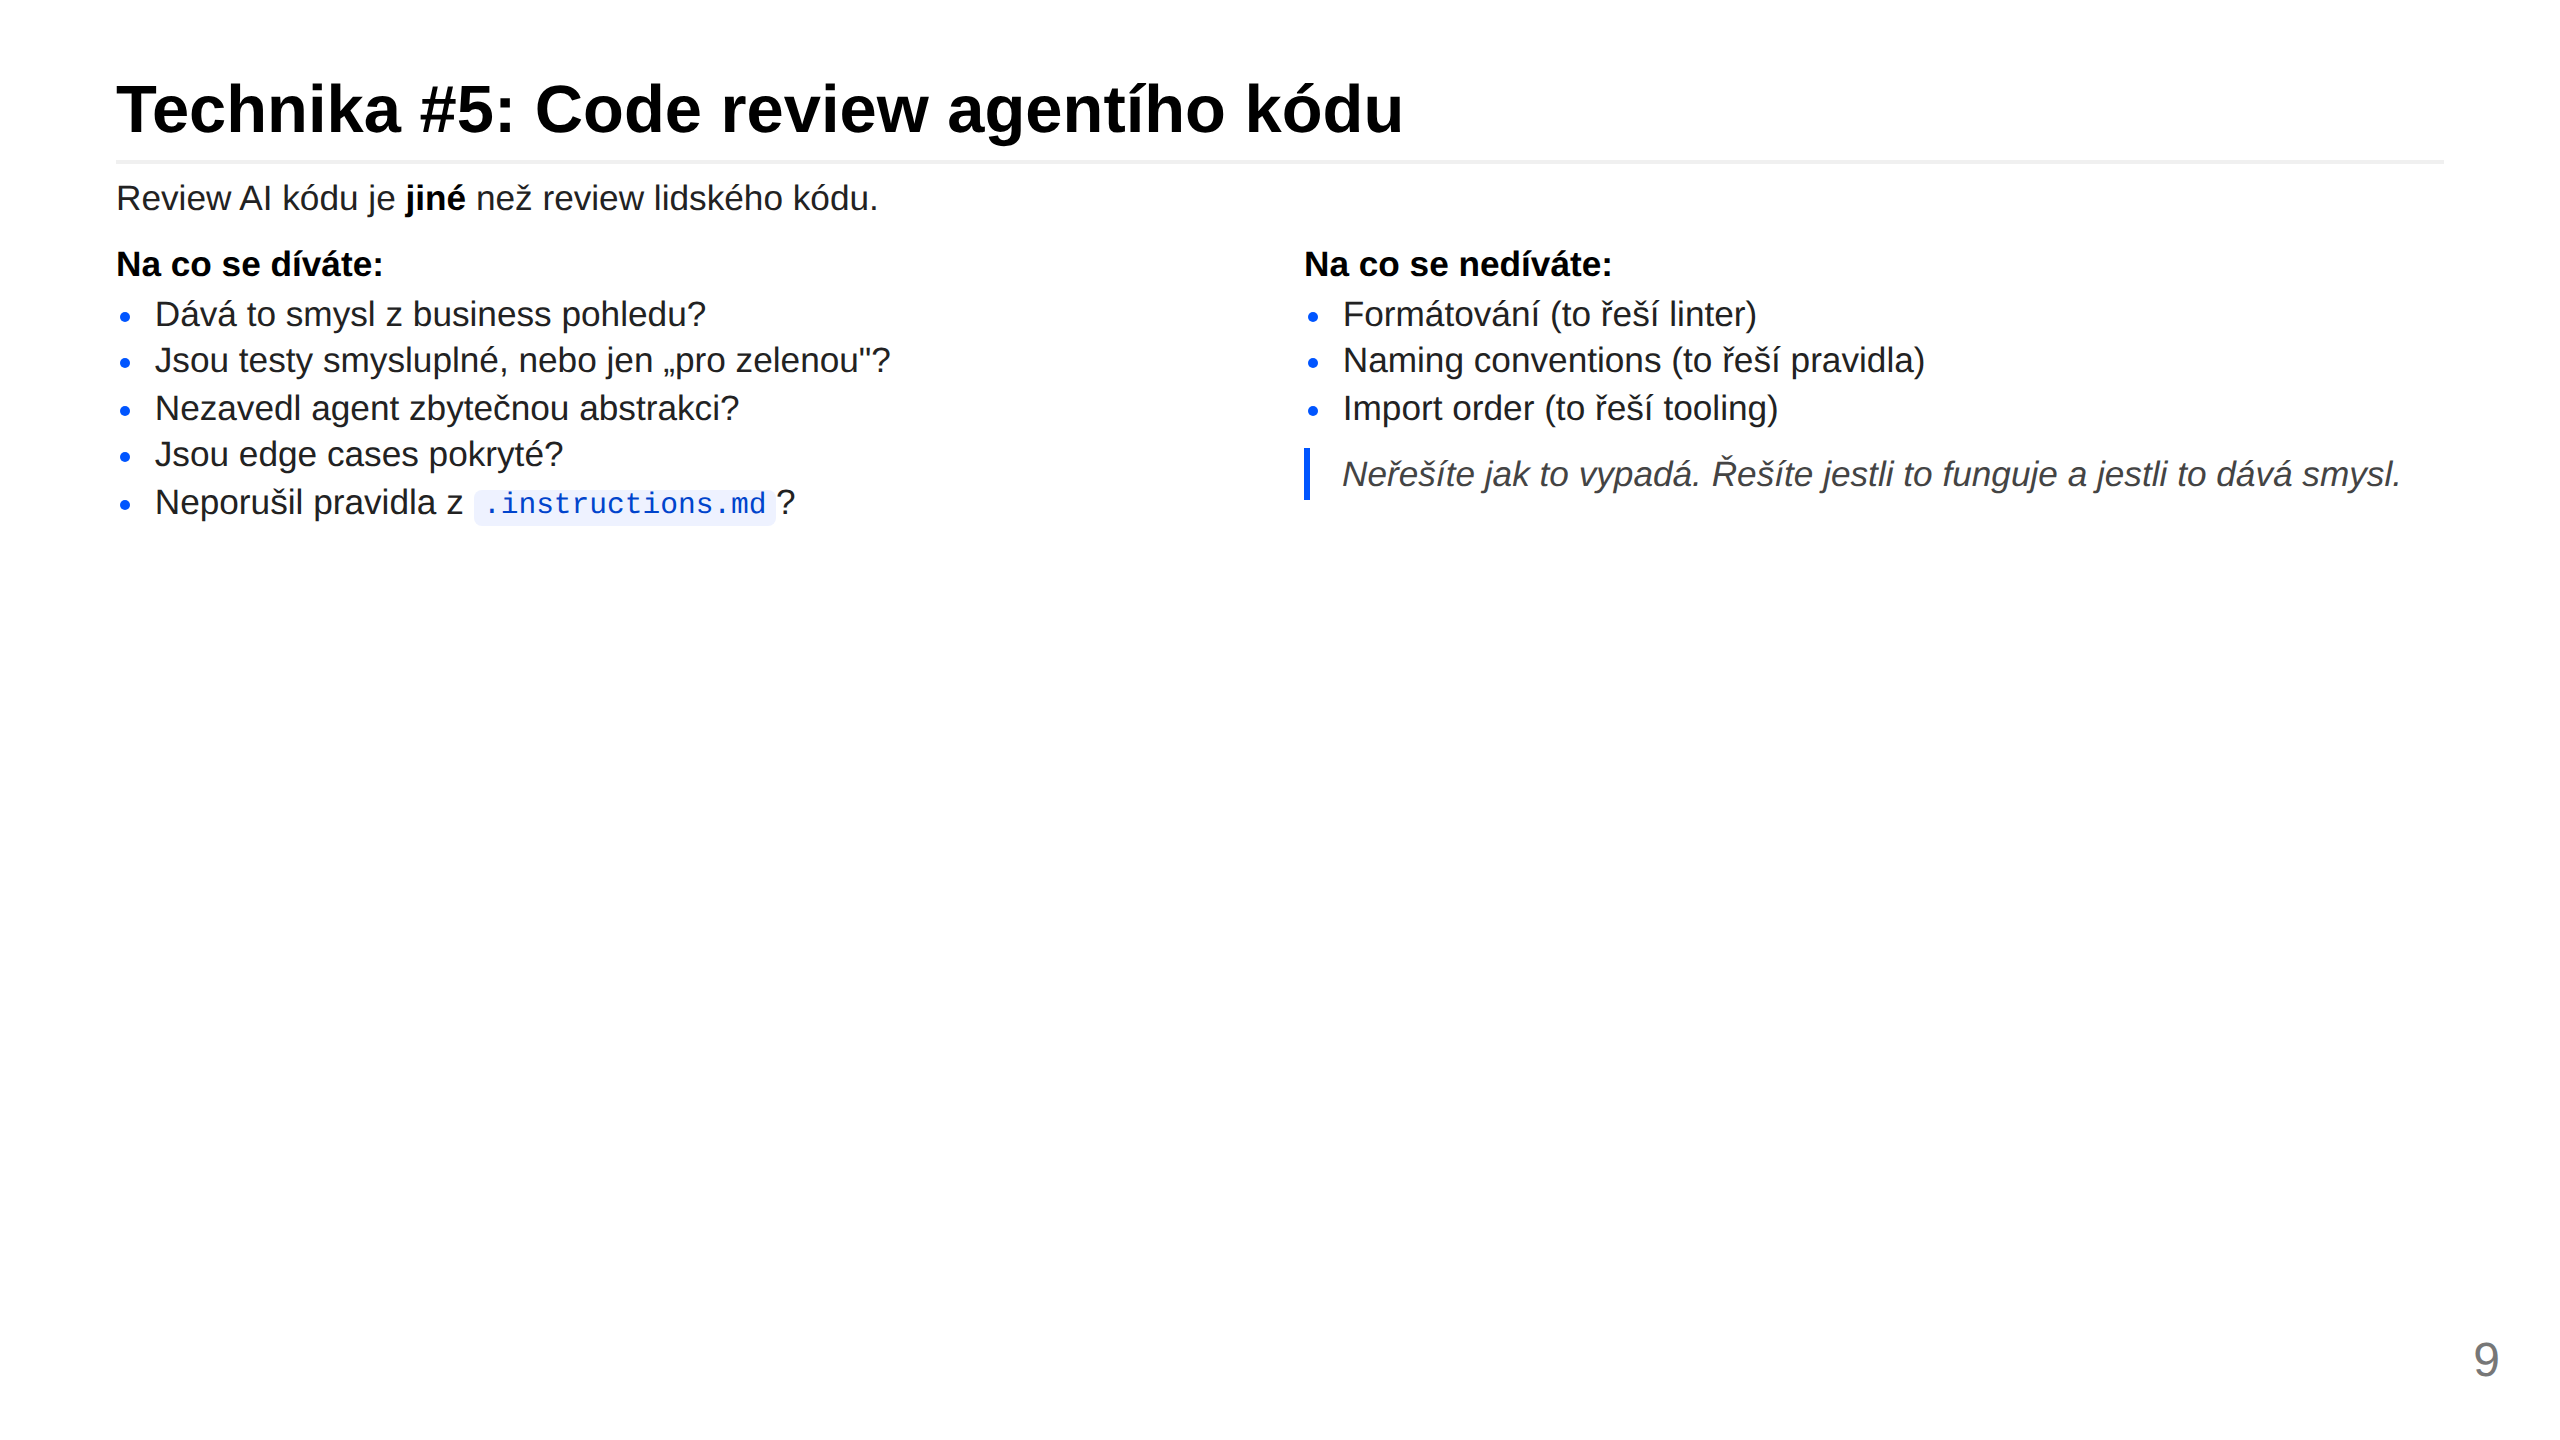 Technika #5: Code review agentího kódu
Review AI kódu je jiné než review lidského kódu.
Na co se díváte:
Dává to smysl z business pohledu?
Jsou testy smysluplné, nebo jen „pro zelenou"?
Nezavedl agent zbytečnou abstrakci?
Jsou edge cases pokryté?
Neporušil pravidla z .instructions.md?
Na co se nedíváte:
Formátování (to řeší linter)
Naming conventions (to řeší pravidla)
Import order (to řeší tooling)
Neřešíte jak to vypadá. Řešíte jestli to funguje a jestli to dává smysl.
9